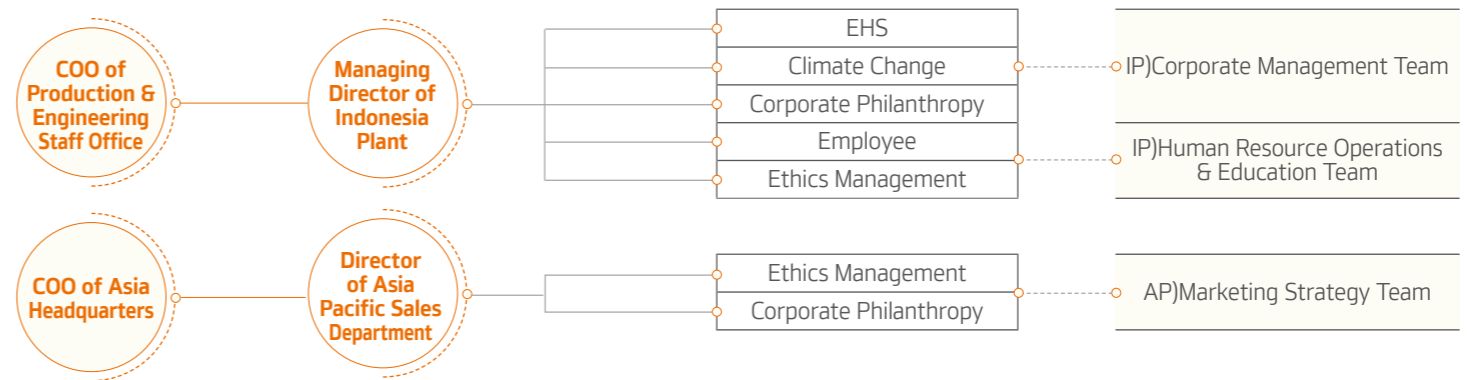 COO of
Production &
Engineering
Staff Office
Managing
Director of
Indonesia
Plant
EHS
Climate Change
Corporate Philanthropy
Employee
Ethics Management
IP)Corporate Management Team
IP)Human Resource Operations
& Education Team
COO of Asia
Headquarters
Director
of Asia
Pacific Sales
Department
Ethics Management
Corporate Philanthropy
AP)Marketing Strategy Team